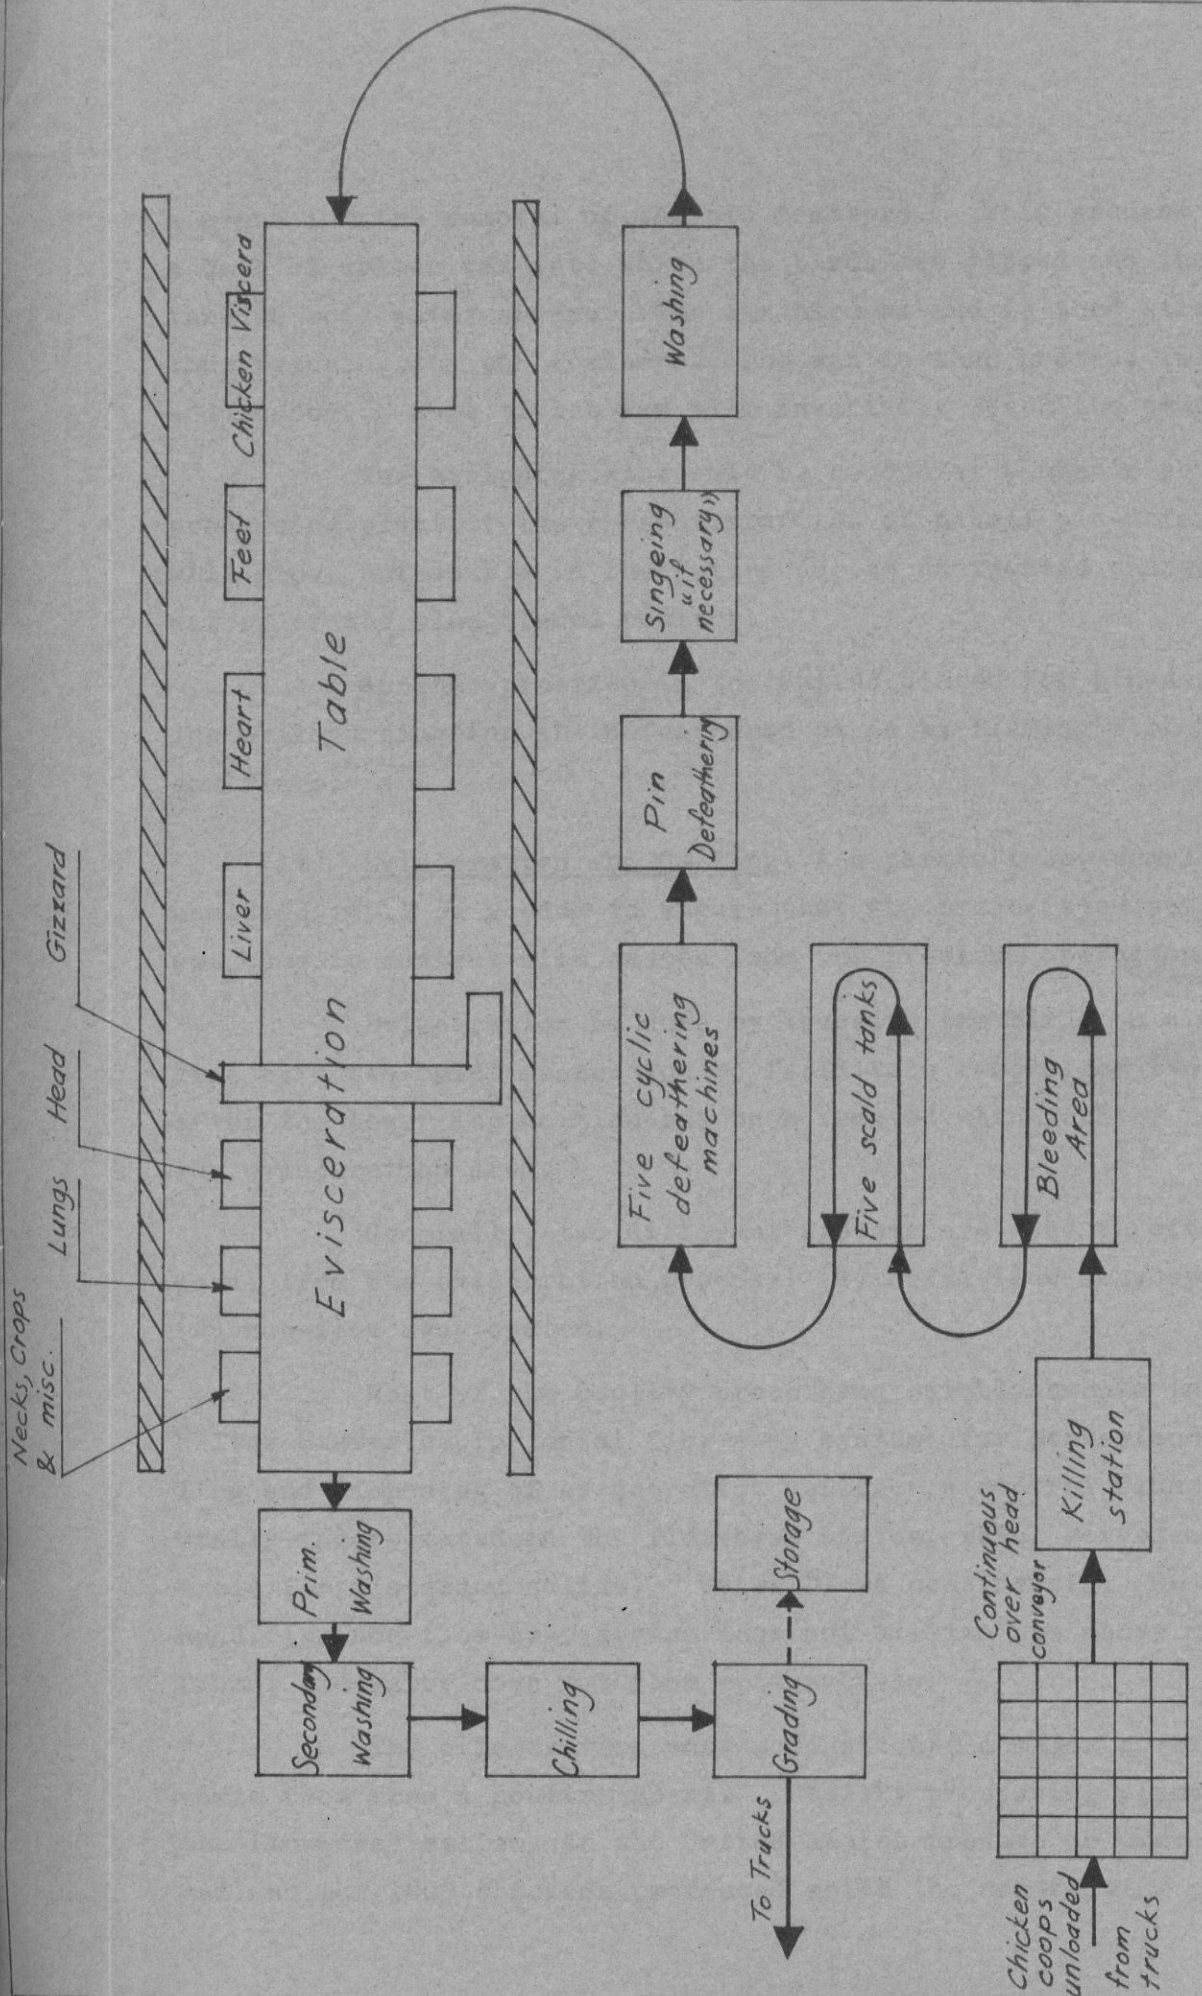 Necks, Crops
& misc.
Lungs
Head
Gizzard
Liver
Heart
Feet
Chicken Viscera
Evisceration
Table
Prim.
Washing
Secondary
Washing
Chilling
Grading
Storage
To Trucks
Five cyclic
defeathering
machines
Pin
Defeathering
Singeing
"if
necessary"
Washing
Five scald tanks
Bleeding
Area
Killing
station
Continuous
over head
conveyor
Chicken
coops
unloaded
from
trucks